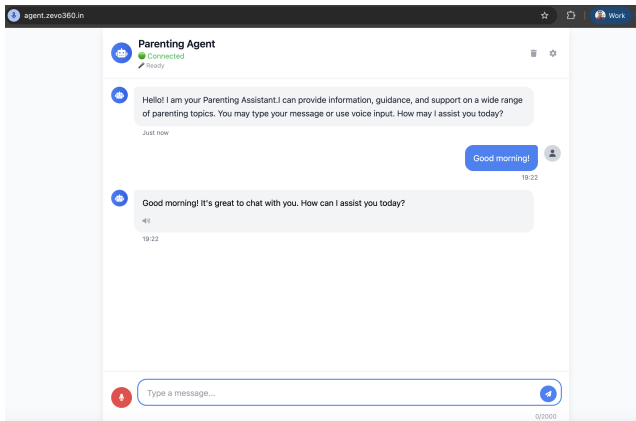 agent.zevo360.in
Work
Parenting Agent
Connected
Ready
Hello! I am your Parenting Assistant.I can provide information, guidance, and support on a wide range
of parenting topics. You may type your message or use voice input. How may I assist you today?
Just now
Good morning!
19:22
Good morning! It's great to chat with you. How can I assist you today?
19:22
Type a message...
0/2000